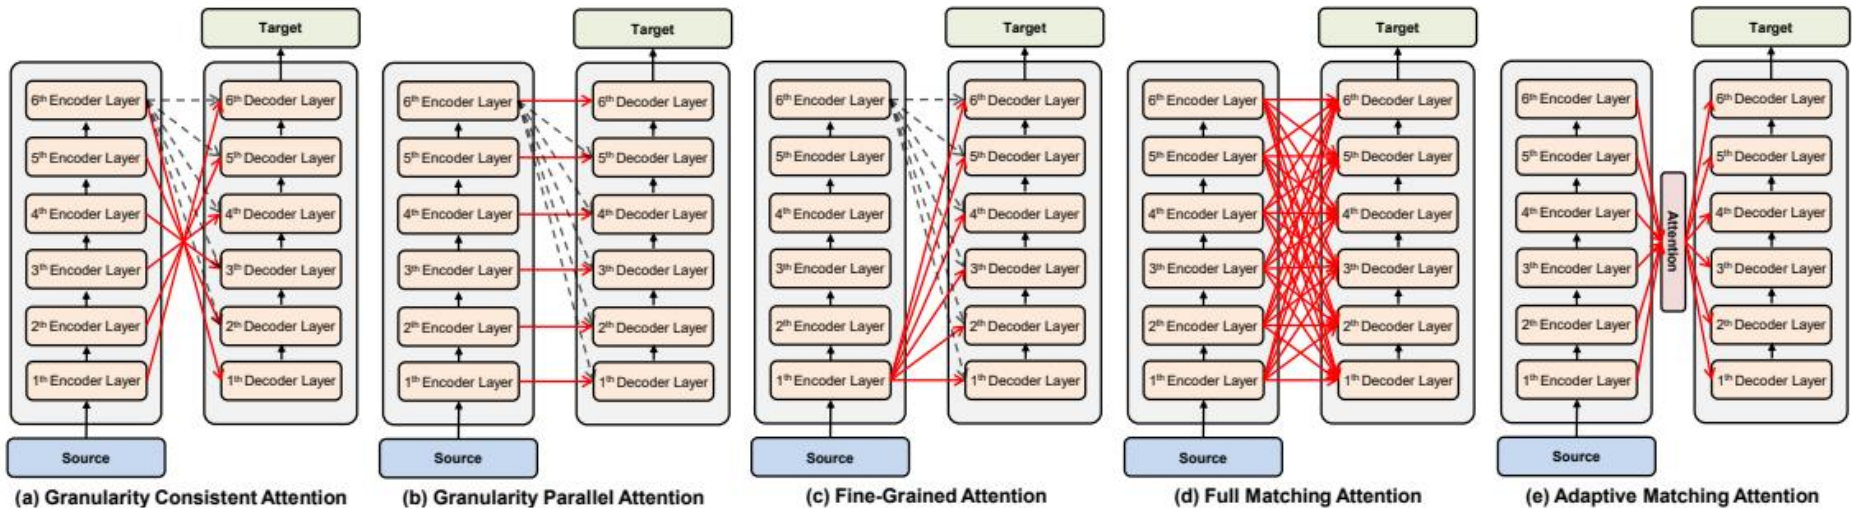 Target
6th Encoder Layer
6th Decoder Layer
5th Encoder Layer
5th Decoder Layer
4th Encoder Layer
4th Decoder Layer
3th Encoder Layer
3th Decoder Layer
2th Encoder Layer
2th Decoder Layer
1th Encoder Layer
1th Decoder Layer
Source
(a) Granularity Consistent Attention
Target
6th Encoder Layer
6th Decoder Layer
5th Encoder Layer
5th Decoder Layer
4th Encoder Layer
4th Decoder Layer
3th Encoder Layer
3th Decoder Layer
2th Encoder Layer
2th Decoder Layer
1th Encoder Layer
1th Decoder Layer
Source
(b) Granularity Parallel Attention
Target
6th Encoder Layer
6th Decoder Layer
5th Encoder Layer
5th Decoder Layer
4th Encoder Layer
4th Decoder Layer
3th Encoder Layer
3th Decoder Layer
2th Encoder Layer
2th Decoder Layer
1th Encoder Layer
1th Decoder Layer
Source
(c) Fine-Grained Attention
Target
6th Encoder Layer
6th Decoder Layer
5th Encoder Layer
5th Decoder Layer
4th Encoder Layer
4th Decoder Layer
3th Encoder Layer
3th Decoder Layer
2th Encoder Layer
2th Decoder Layer
1th Encoder Layer
1th Decoder Layer
Source
(d) Full Matching Attention
Target
6th Encoder Layer
6th Decoder Layer
5th Encoder Layer
5th Decoder Layer
4th Encoder Layer
4th Decoder Layer
Attention
3th Encoder Layer
3th Decoder Layer
2th Encoder Layer
2th Decoder Layer
1th Encoder Layer
1th Decoder Layer
Source
(e) Adaptive Matching Attention